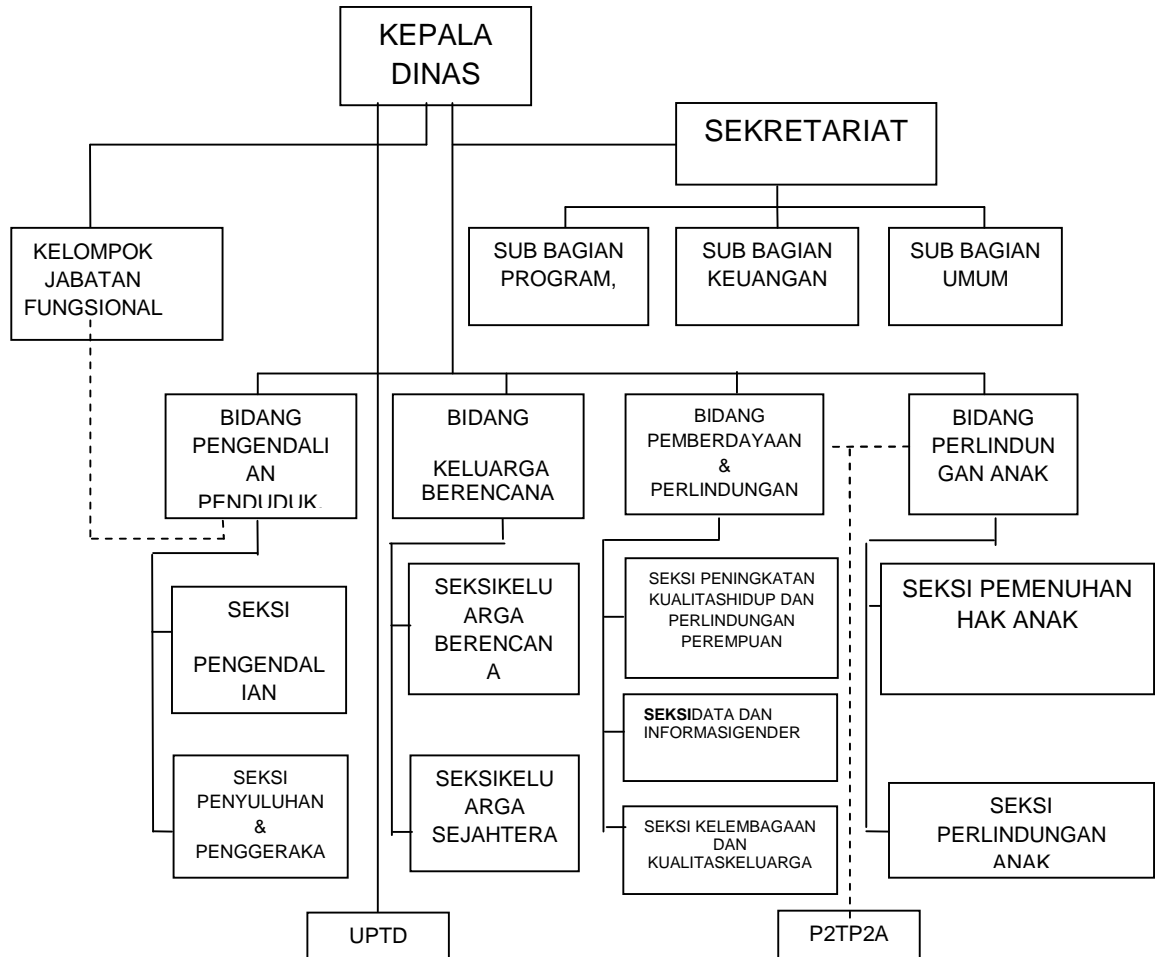 KEPALA
DINAS
SEKRETARIAT
KELOMPOK
JABATAN
FUNGSIONAL
SUB BAGIAN
PROGRAM,
SUB BAGIAN
KEUANGAN
SUB BAGIAN
UMUM
BIDANG
PENGENDALI
AN
PENDUDUK,
BIDANG
KELUARGA
BERENCANA
BIDANG
PEMBERDAYAAN
&
PERLINDUNGAN
BIDANG
PERLINDUN
GAN ANAK
SEKSI
PENGENDAL
IAN
SEKSIKELU
ARGA
BERENCAN
A
SEKSI PENINGKATAN
KUALITASHIDUP DAN
PERLINDUNGAN
PEREMPUAN
SEKSI PEMENUHAN
HAK ANAK
SEKSIDATA DAN
INFORMASIGENDER
SEKSI
PENYULUHAN
&
PENGGERAKA
SEKSIKELU
ARGA
SEJAHTERA
SEKSI KELEMBAGAAN
DAN
KUALITASKELUARGA
SEKSI
PERLINDUNGAN
ANAK
UPTD
P2TP2A